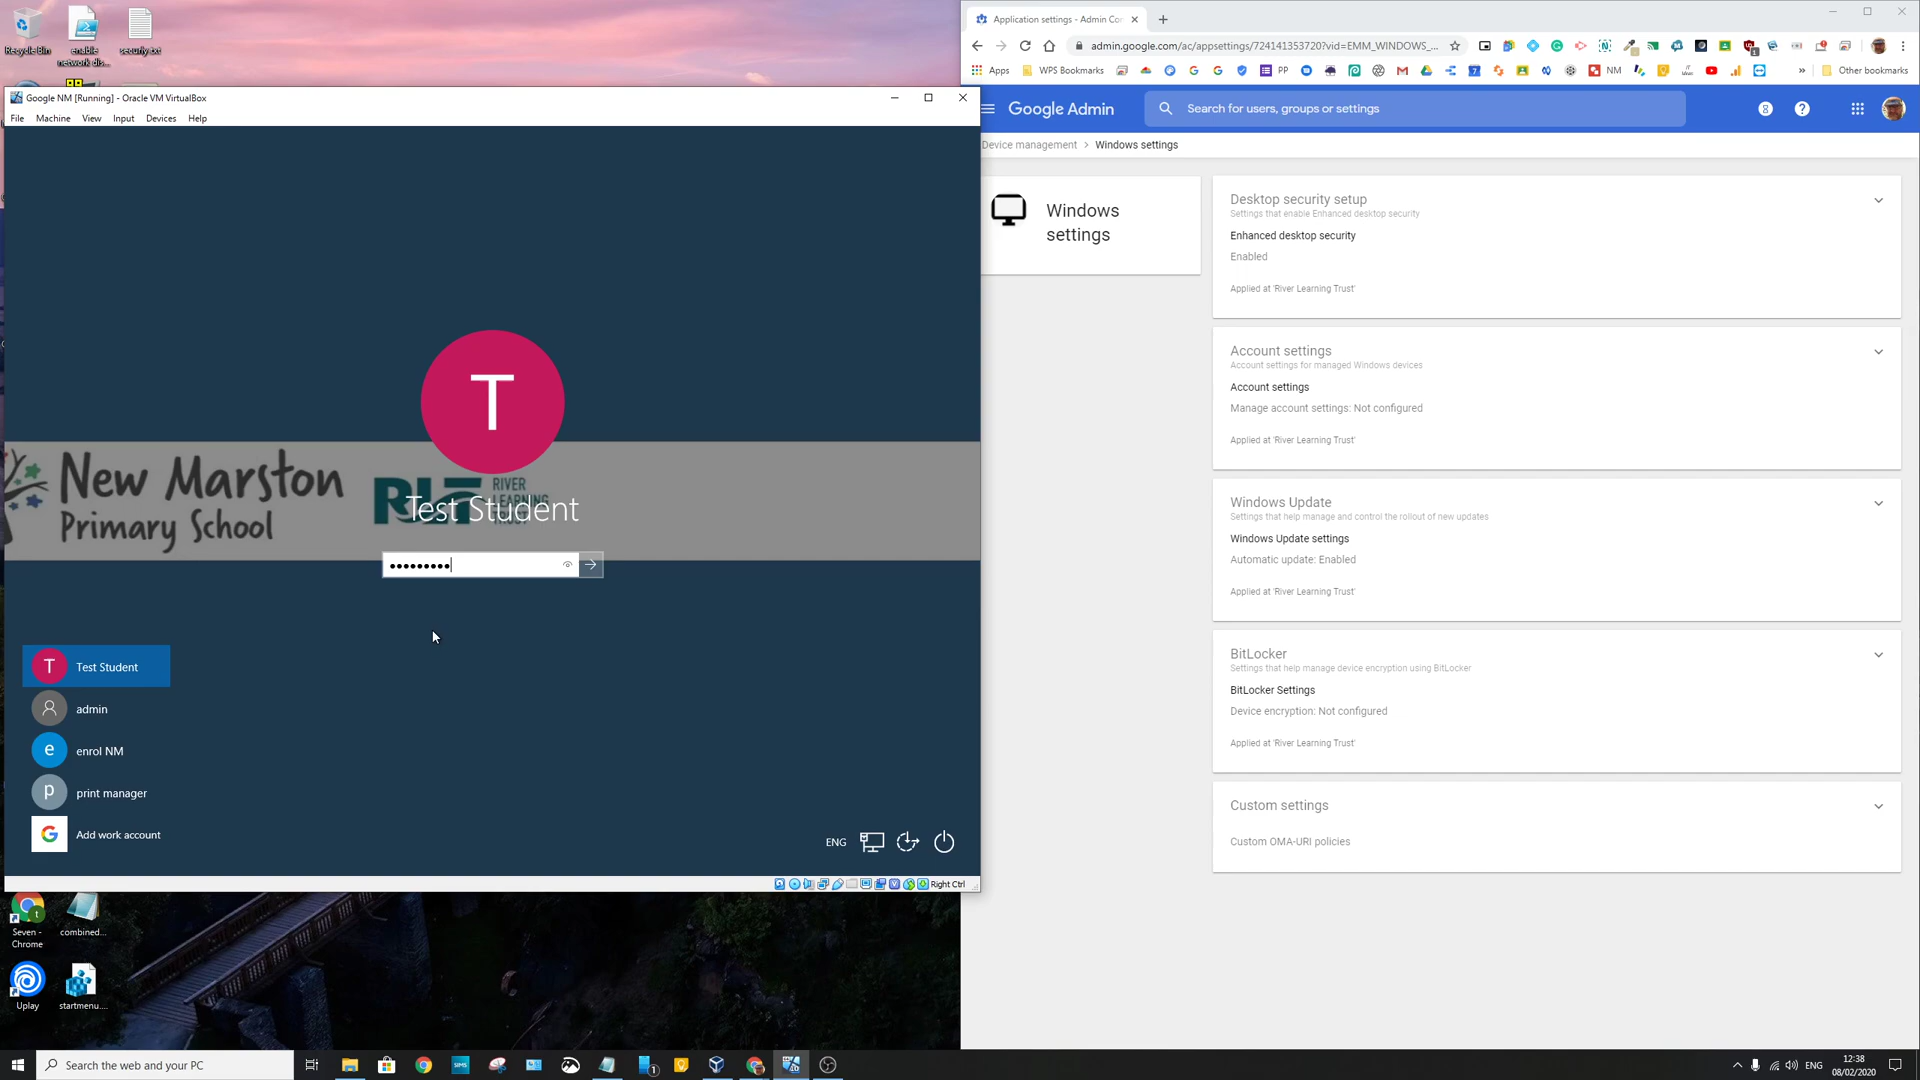 Recycle Bin
enable
network dis...
securly.txt
Google NM [Running] - Oracle VM VirtualBox
File Machine View Input Devices Help
T
New Marston
Primary School
RLT
RIVER
LEARNING
TRUST
Test Student
•••••••••
T Test Student
admin
e enrol NM
p print manager
G Add work account
ENG
Right Ctrl
Seven -
Chrome
combined...
Uplay
startmenu....
Application settings - Admin Co
admin.google.com/ac/appsettings/724141353720?vid=EMM_WINDOWS_...
Apps
WPS Bookmarks
PP
NM
Other bookmarks
Google Admin
Search for users, groups or settings
Device management > Windows settings
Windows
settings
Desktop security setup
Settings that enable Enhanced desktop security
Enhanced desktop security
Enabled
Applied at 'River Learning Trust'
Account settings
Account settings for managed Windows devices
Account settings
Manage account settings: Not configured
Applied at 'River Learning Trust'
Windows Update
Settings that help manage and control the rollout of new updates
Windows Update settings
Automatic update: Enabled
Applied at 'River Learning Trust'
BitLocker
Settings that help manage device encryption using BitLocker
BitLocker Settings
Device encryption: Not configured
Applied at 'River Learning Trust'
Custom settings
Custom OMA-URI policies
Search the web and your PC
SIMS
ENG
12:38
08/02/2020